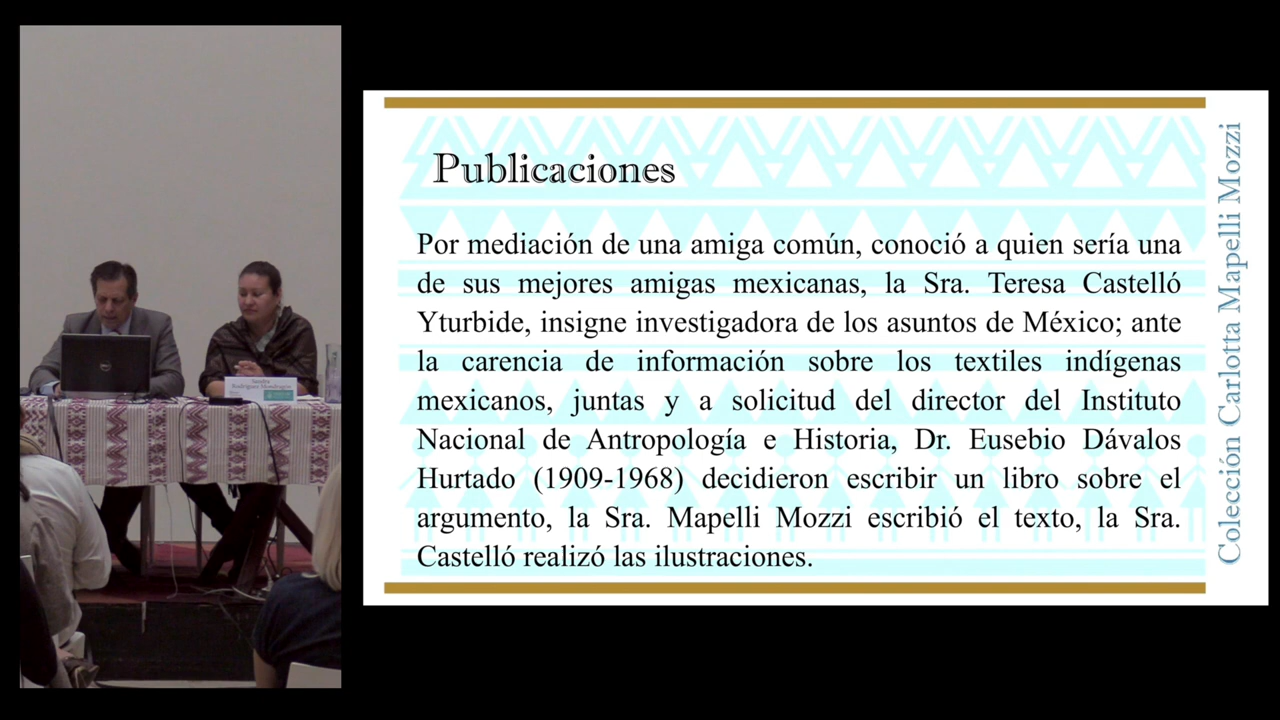 Publicaciones
Por mediación de una amiga común, conoció a quien sería una
de sus mejores amigas mexicanas, la Sra. Teresa Castelló
Yturbide, insigne investigadora de los asuntos de México; ante
la carencia de información sobre los textiles indígenas
mexicanos, juntas y a solicitud del director del Instituto
Nacional de Antropología e Historia, Dr. Eusebio Dávalos
Hurtado (1909-1968) decidieron escribir un libro sobre el
argumento, la Sra. Mapelli Mozzi escribió el texto, la Sra.
Castelló realizó las ilustraciones.
Colección Carlotta Mapelli Mozzi
Sandra
Rodríguez Mondragón
DELL